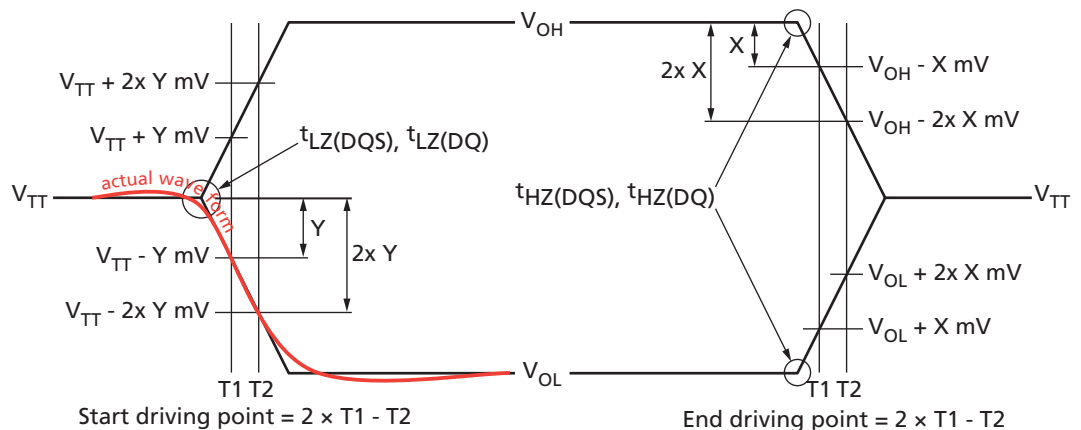 V_OH
V_TT + 2x Y mV
V_TT + Y mV
t_LZ(DQS), t_LZ(DQ)
actual wave form
V_TT
Y
2x Y
V_TT - Y mV
V_TT - 2x Y mV
V_OL
T1 T2
Start driving point = 2 × T1 - T2
X
2x X
V_OH - X mV
V_OH - 2x X mV
t_HZ(DQS), t_HZ(DQ)
V_TT
V_OL + 2x X mV
V_OL + X mV
T1 T2
End driving point = 2 × T1 - T2